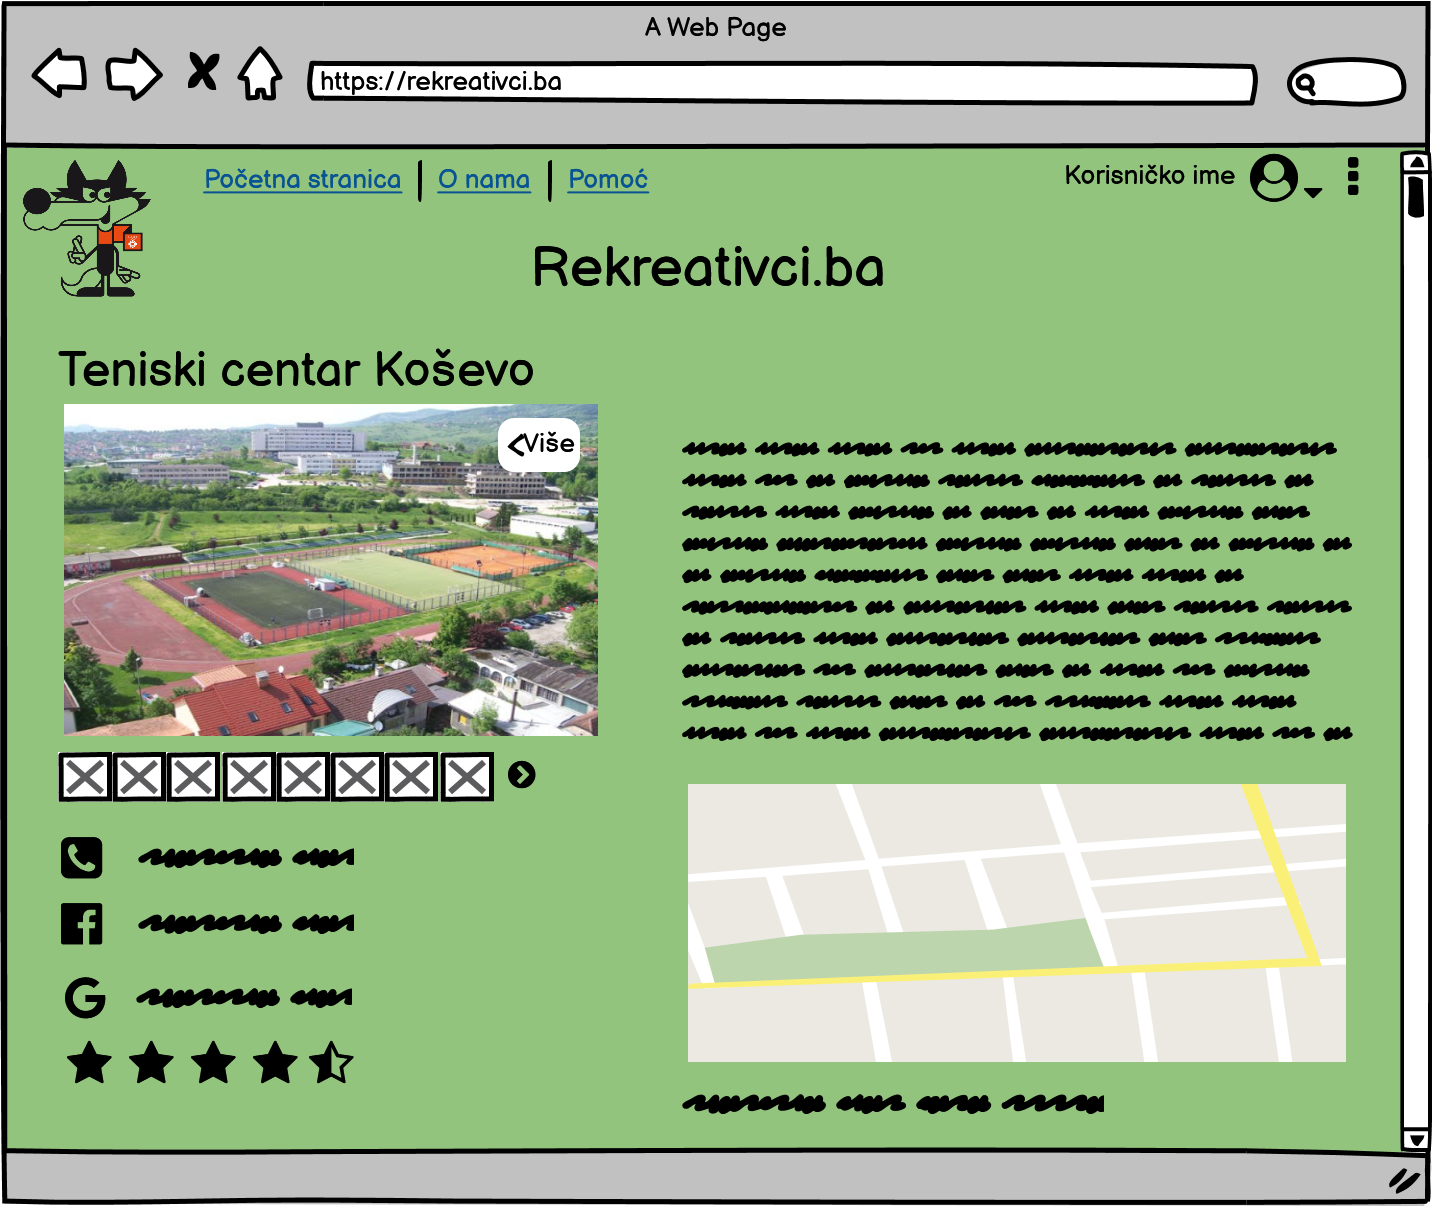 A Web Page
https://rekreativci.ba
Početna stranica
O nama
Pomoć
Korisničko ime
Rekreativci.ba
Teniski centar Koševo
<Više